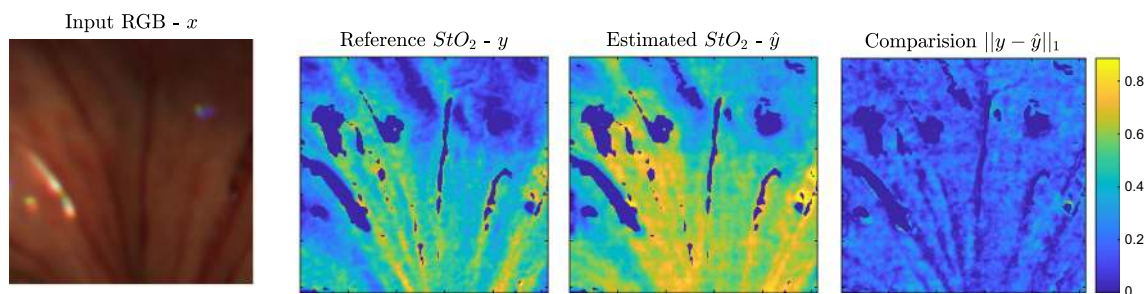 Input RGB - x
Reference StO₂ - y
Estimated StO₂ - ŷ
Comparision ||y − ŷ||₁
0.8
0.6
0.4
0.2
0